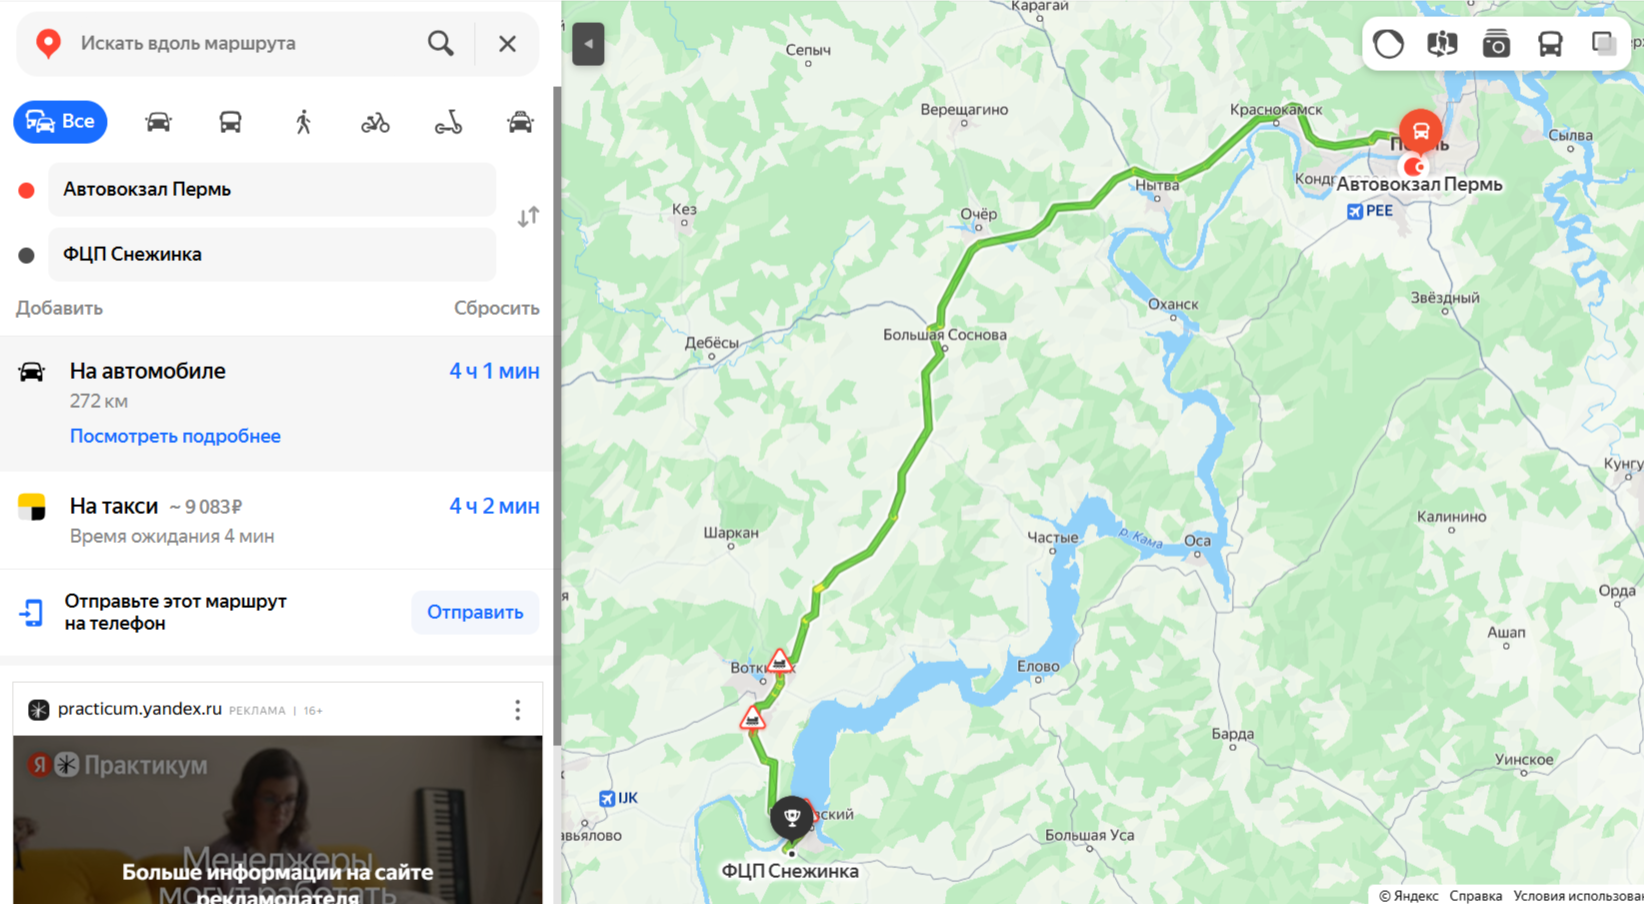 Искать вдоль маршрута
Все
Автовокзал Пермь
ФЦП Снежинка
Добавить
Сбросить
На автомобиле
4 ч 1 мин
272 км
Посмотреть подробнее
На такси ~ 9 083 ₽
4 ч 2 мин
Время ожидания 4 мин
Отправьте этот маршрут
на телефон
Отправить
practicum.yandex.ru РЕКЛАМА | 16+
Я Практикум
Менеджеры
могут работать
Больше информации на сайте
рекламодателя
Карагай
Сепыч
Верещагино
Краснокамск
Сылва
Автовокзал Пермь
Нытва
PEE
Кез
Очёр
Звёздный
Оханск
Большая Соснова
Дебёсы
Кунгу
Калинино
Шаркан
Частые
р. Кама
Оса
Орда
Ашап
Елово
Барда
Уинское
IJK
ский
авьялово
Большая Уса
ФЦП Снежинка
© Яндекс Справка Условия использова